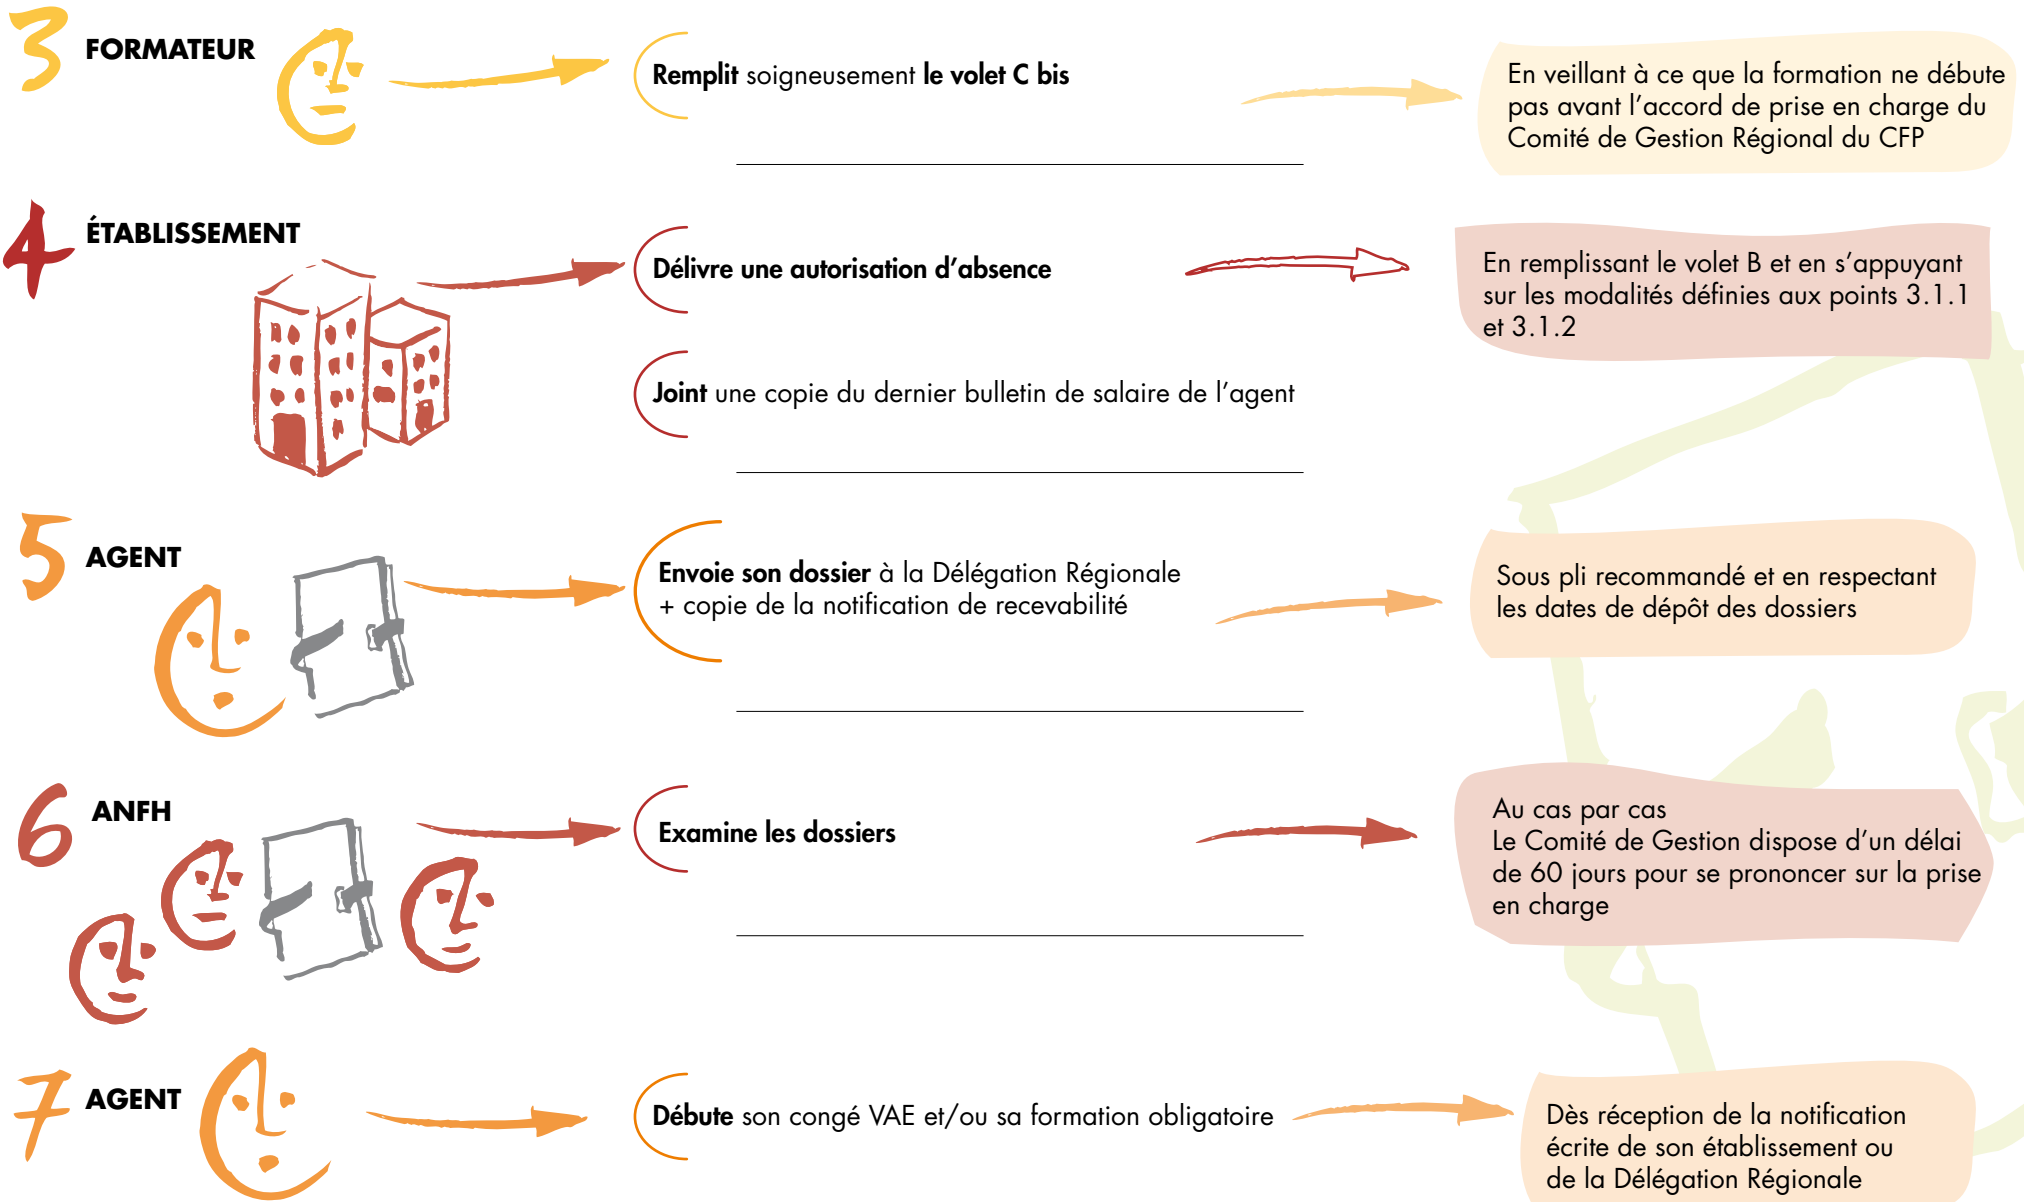 3 FORMATEUR
Remplit soigneusement le volet C bis
En veillant à ce que la formation ne débute
pas avant l'accord de prise en charge du
Comité de Gestion Régional du CFP
4 ÉTABLISSEMENT
Délivre une autorisation d'absence
En remplissant le volet B et en s'appuyant
sur les modalités définies aux points 3.1.1
et 3.1.2
Joint une copie du dernier bulletin de salaire de l'agent
5 AGENT
Envoie son dossier à la Délégation Régionale
+ copie de la notification de recevabilité
Sous pli recommandé et en respectant
les dates de dépôt des dossiers
6 ANFH
Examine les dossiers
Au cas par cas
Le Comité de Gestion dispose d'un délai
de 60 jours pour se prononcer sur la prise
en charge
7 AGENT
Débute son congé VAE et/ou sa formation obligatoire
Dès réception de la notification
écrite de son établissement ou
de la Délégation Régionale